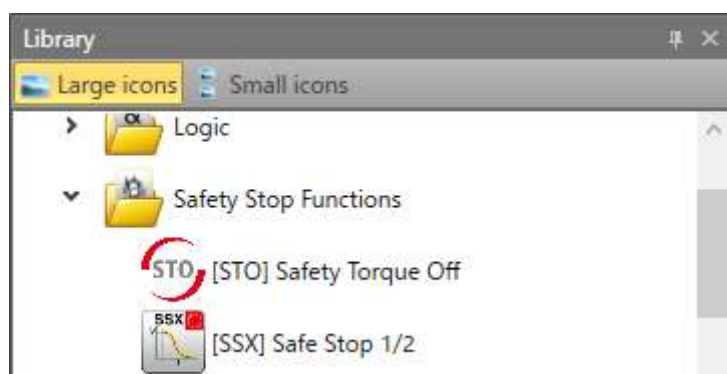 Library
Large icons Small icons
Logic
Safety Stop Functions
STO [STO] Safety Torque Off
SSX [SSX] Safe Stop 1/2